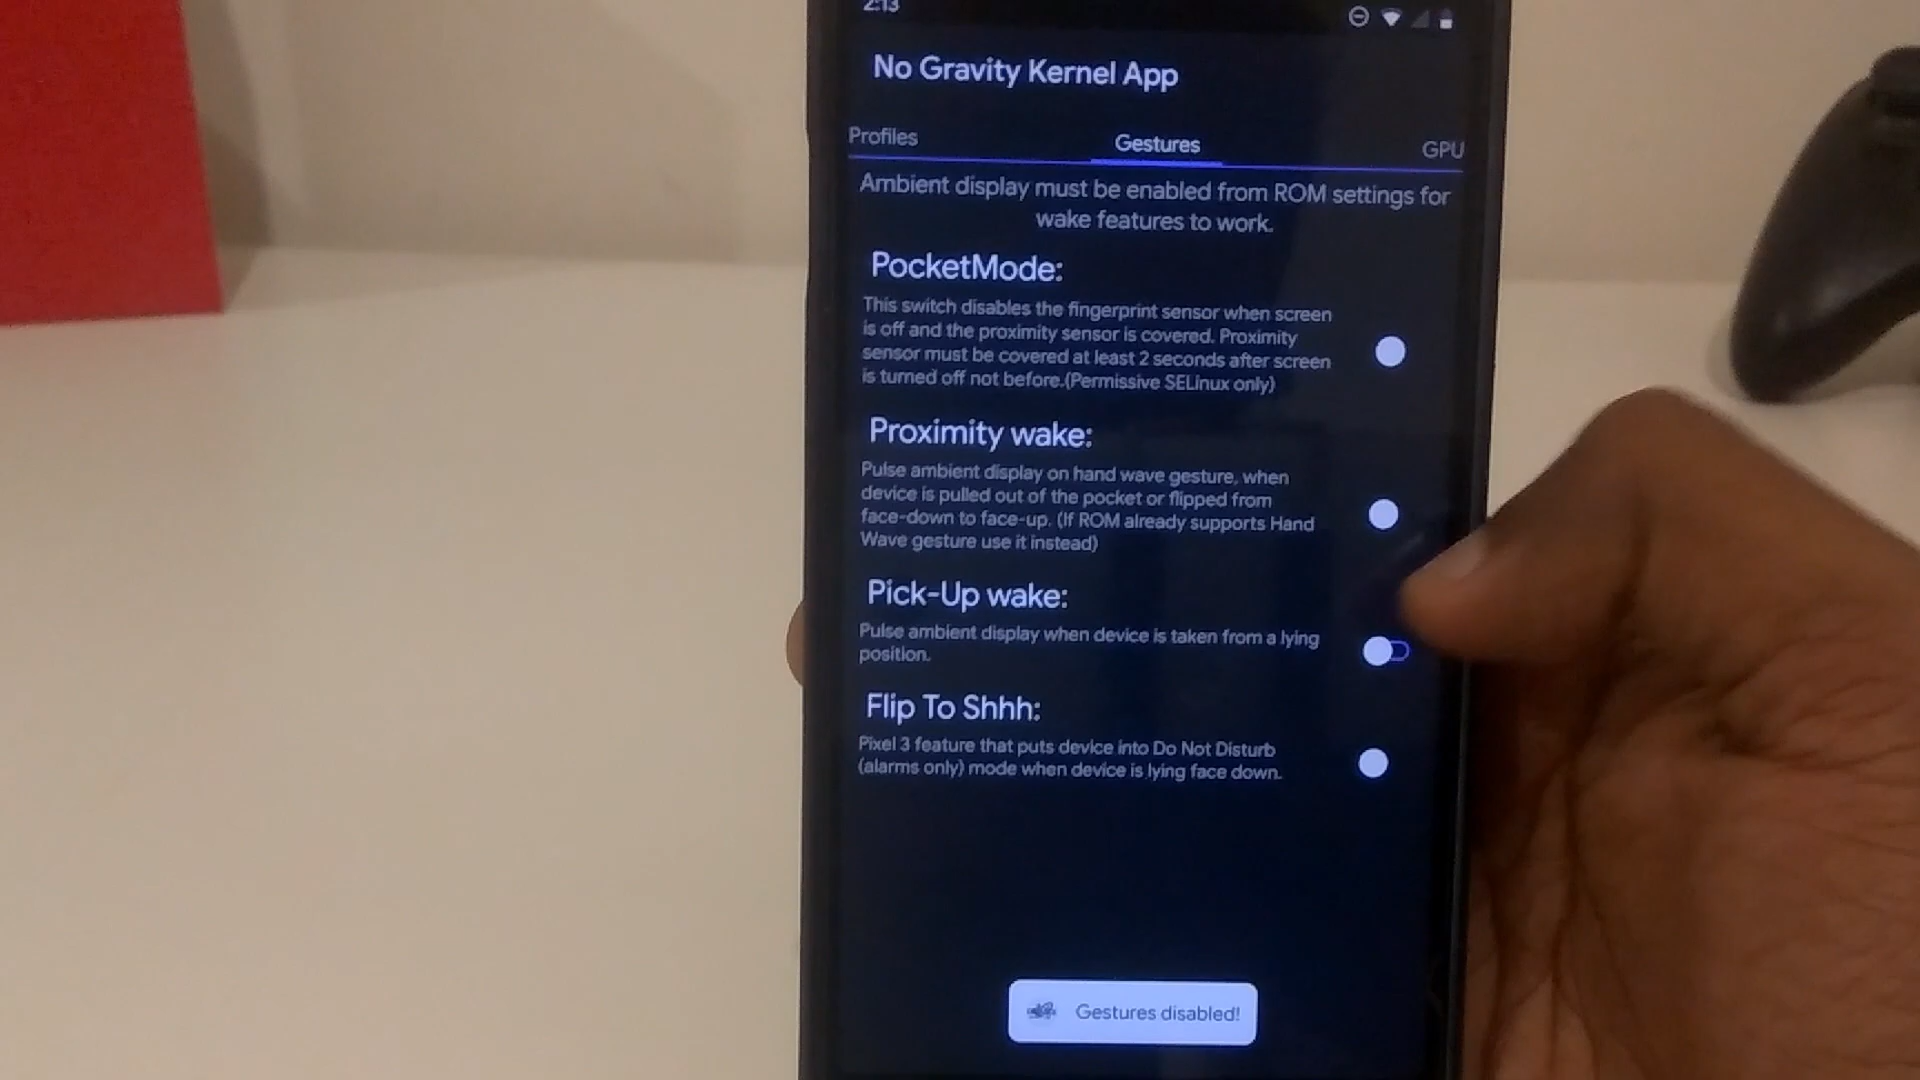 2:13
No Gravity Kernel App
Profiles
Gestures
GPU
Ambient display must be enabled from ROM settings for
wake features to work.
PocketMode:
This switch disables the fingerprint sensor when screen
is off and the proximity sensor is covered. Proximity
sensor must be covered at least 2 seconds after screen
is turned off not before.(Permissive SELinux only)
Proximity wake:
Pulse ambient display on hand wave gesture, when
device is pulled out of the pocket or flipped from
face-down to face-up. (If ROM already supports Hand
Wave gesture use it instead)
Pick-Up wake:
Pulse ambient display when device is taken from a lying
position.
Flip To Shhh:
Pixel 3 feature that puts device into Do Not Disturb
(alarms only) mode when device is lying face down.
Gestures disabled!